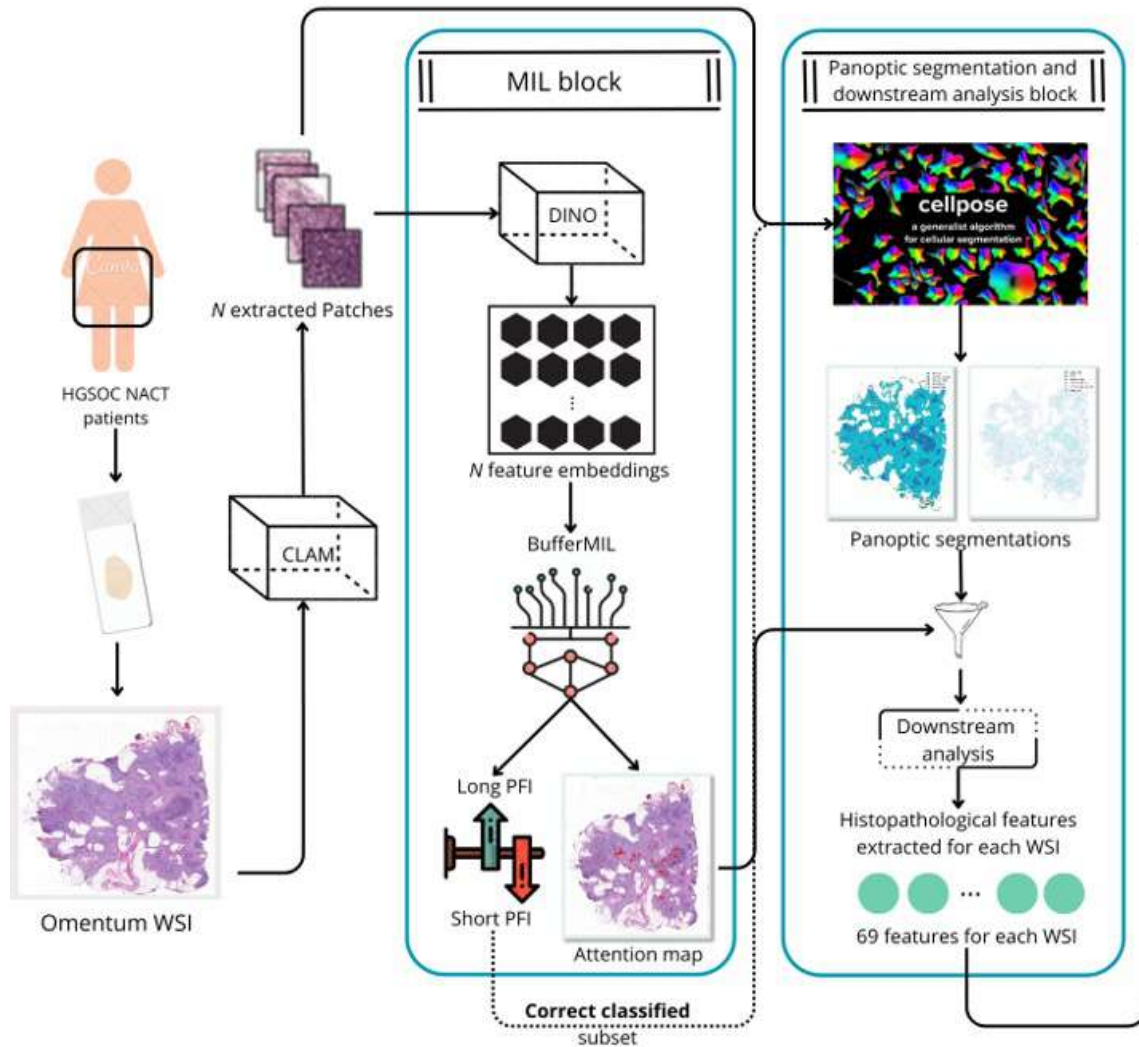 HGSOC NACT
patients
Canva
Omentum WSI
CLAM
N extracted Patches
MIL block
DINO
N feature embeddings
BufferMIL
Long PFI
Short PFI
Attention map
Correct classified
subset
Panoptic segmentation and
downstream analysis block
cellpose
a generalist algorithm
for cellular segmentation
Panoptic segmentations
Downstream
analysis
Histopathological features
extracted for each WSI
69 features for each WSI